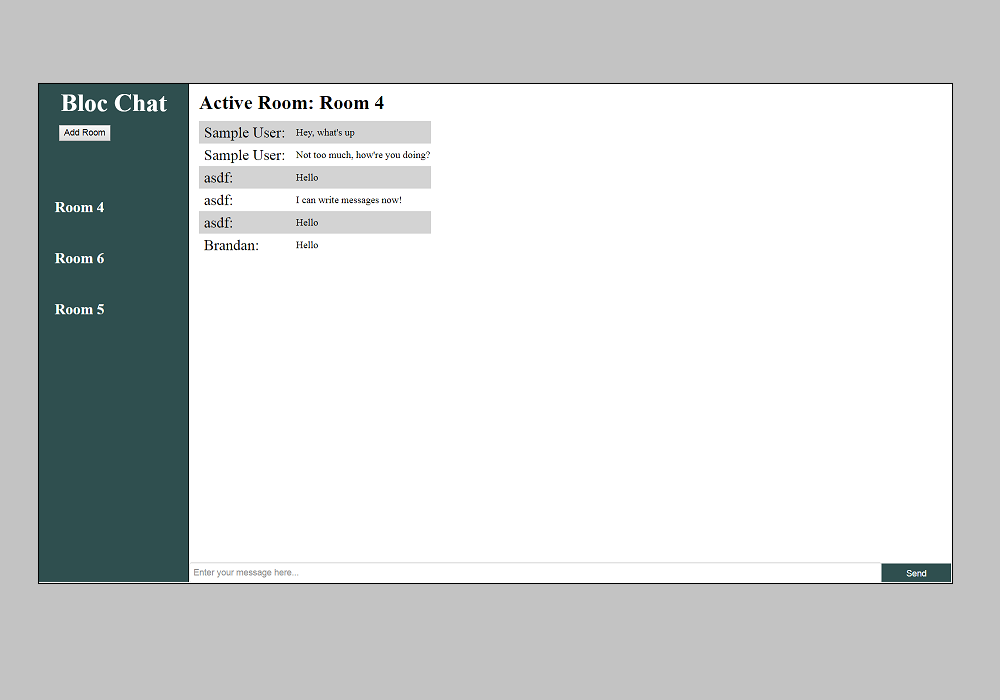 Bloc Chat
Add Room
Room 4
Room 6
Room 5
Active Room: Room 4
Sample User: Hey, what's up
Sample User: Not too much, how're you doing?
asdf: Hello
asdf: I can write messages now!
asdf: Hello
Brandan: Hello
Enter your message here...
Send